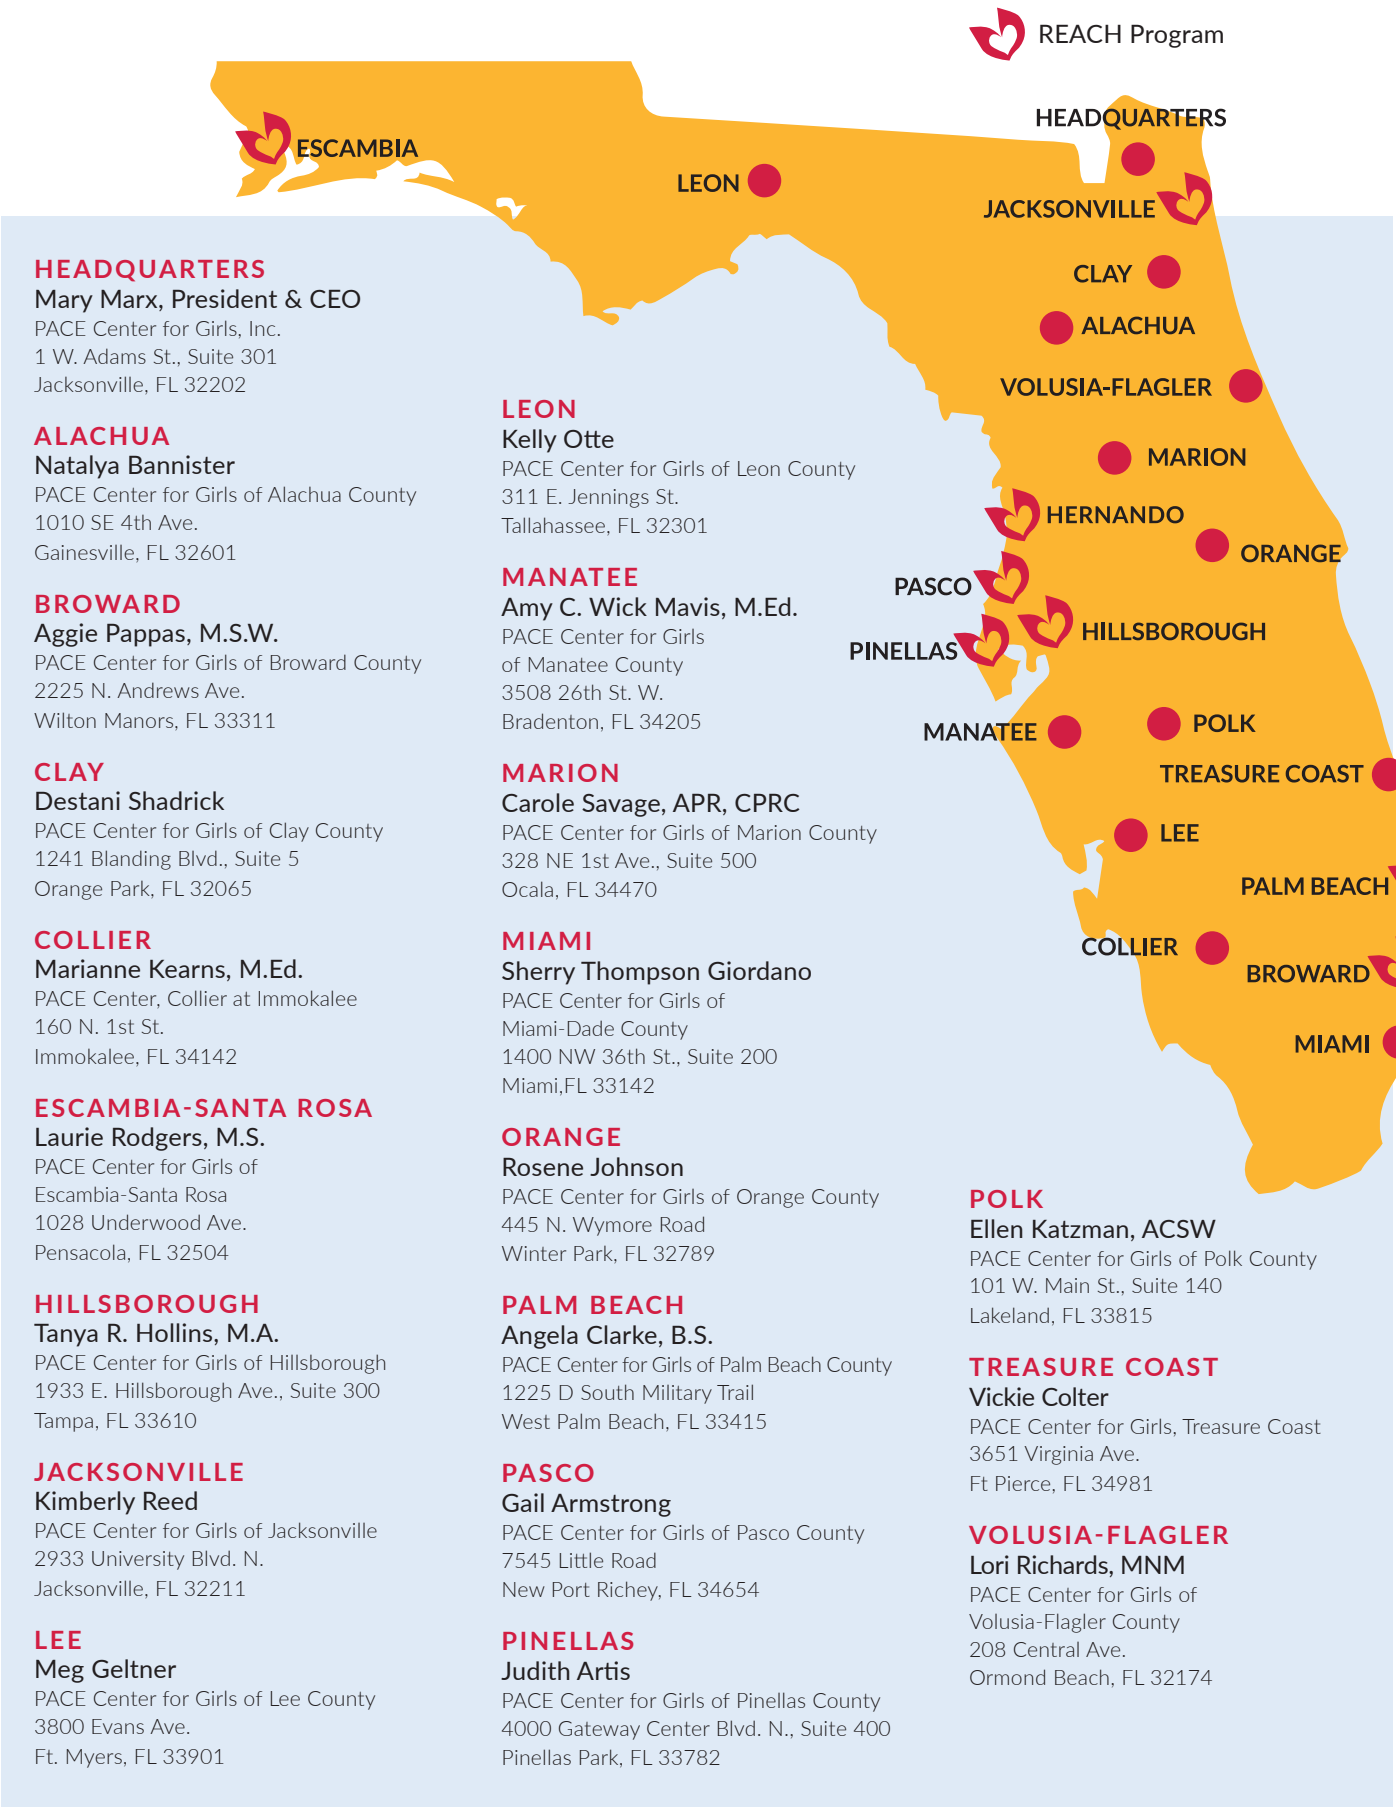 REACH Program
HEADQUARTERS
ESCAMBIA
LEON
JACKSONVILLE
CLAY
ALACHUA
VOLUSIA-FLAGLER
MARION
HERNANDO
ORANGE
PASCO
HILLSBOROUGH
PINELLAS
MANATEE
POLK
TREASURE COAST
LEE
PALM BEACH
COLLIER
BROWARD
MIAMI
HEADQUARTERS
Mary Marx, President & CEO
PACE Center for Girls, Inc.
1 W. Adams St., Suite 301
Jacksonville, FL 32202
ALACHUA
Natalya Bannister
PACE Center for Girls of Alachua County
1010 SE 4th Ave.
Gainesville, FL 32601
BROWARD
Aggie Pappas, M.S.W.
PACE Center for Girls of Broward County
2225 N. Andrews Ave.
Wilton Manors, FL 33311
CLAY
Destani Shadrick
PACE Center for Girls of Clay County
1241 Blanding Blvd., Suite 5
Orange Park, FL 32065
COLLIER
Marianne Kearns, M.Ed.
PACE Center, Collier at Immokalee
160 N. 1st St.
Immokalee, FL 34142
ESCAMBIA-SANTA ROSA
Laurie Rodgers, M.S.
PACE Center for Girls of
Escambia-Santa Rosa
1028 Underwood Ave.
Pensacola, FL 32504
HILLSBOROUGH
Tanya R. Hollins, M.A.
PACE Center for Girls of Hillsborough
1933 E. Hillsborough Ave., Suite 300
Tampa, FL 33610
JACKSONVILLE
Kimberly Reed
PACE Center for Girls of Jacksonville
2933 University Blvd. N.
Jacksonville, FL 32211
LEE
Meg Geltner
PACE Center for Girls of Lee County
3800 Evans Ave.
Ft. Myers, FL 33901
LEON
Kelly Otte
PACE Center for Girls of Leon County
311 E. Jennings St.
Tallahassee, FL 32301
MANATEE
Amy C. Wick Mavis, M.Ed.
PACE Center for Girls
of Manatee County
3508 26th St. W.
Bradenton, FL 34205
MARION
Carole Savage, APR, CPRC
PACE Center for Girls of Marion County
328 NE 1st Ave., Suite 500
Ocala, FL 34470
MIAMI
Sherry Thompson Giordano
PACE Center for Girls of
Miami-Dade County
1400 NW 36th St., Suite 200
Miami,FL 33142
ORANGE
Rosene Johnson
PACE Center for Girls of Orange County
445 N. Wymore Road
Winter Park, FL 32789
PALM BEACH
Angela Clarke, B.S.
PACE Center for Girls of Palm Beach County
1225 D South Military Trail
West Palm Beach, FL 33415
PASCO
Gail Armstrong
PACE Center for Girls of Pasco County
7545 Little Road
New Port Richey, FL 34654
PINELLAS
Judith Artis
PACE Center for Girls of Pinellas County
4000 Gateway Center Blvd. N., Suite 400
Pinellas Park, FL 33782
POLK
Ellen Katzman, ACSW
PACE Center for Girls of Polk County
101 W. Main St., Suite 140
Lakeland, FL 33815
TREASURE COAST
Vickie Colter
PACE Center for Girls, Treasure Coast
3651 Virginia Ave.
Ft Pierce, FL 34981
VOLUSIA-FLAGLER
Lori Richards, MNM
PACE Center for Girls of
Volusia-Flagler County
208 Central Ave.
Ormond Beach, FL 32174